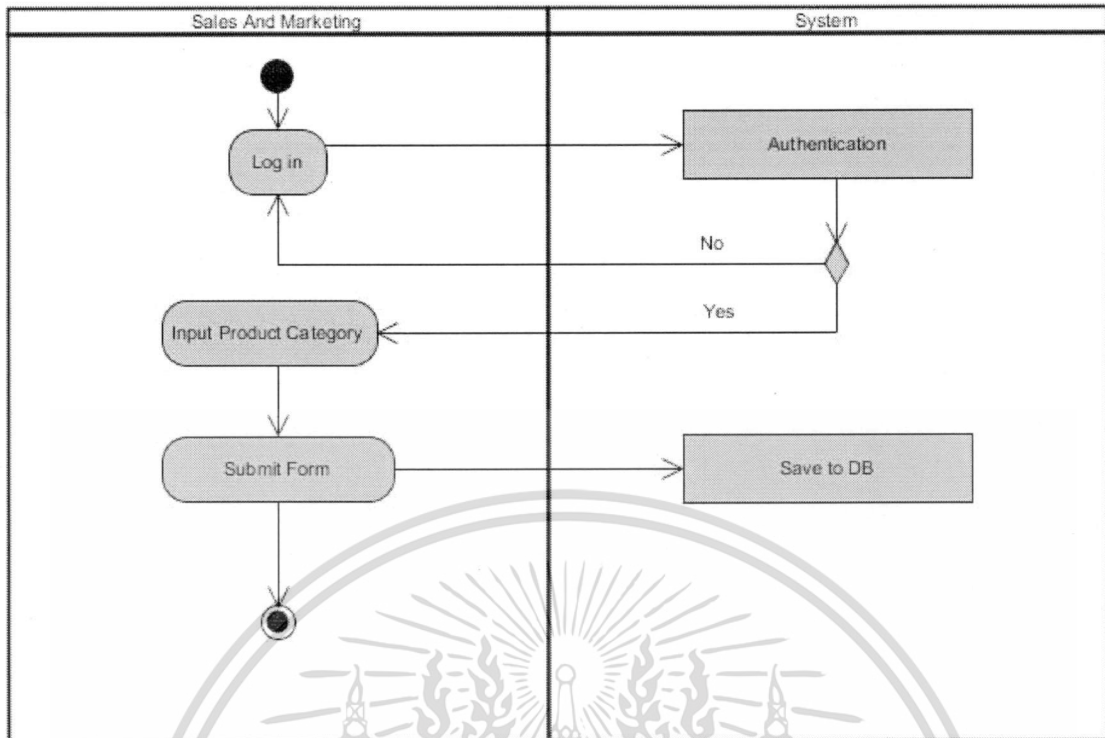 Sales And Marketing
System
Log in
Authentication
No
Yes
Input Product Category
Submit Form
Save to DB